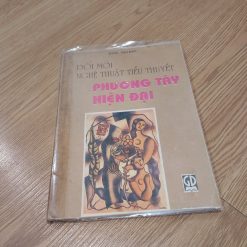 ĐỔI MỚI
NGHỆ THUẬT TIỂU THUYẾT
PHƯƠNG TÂY
HIỆN ĐẠI